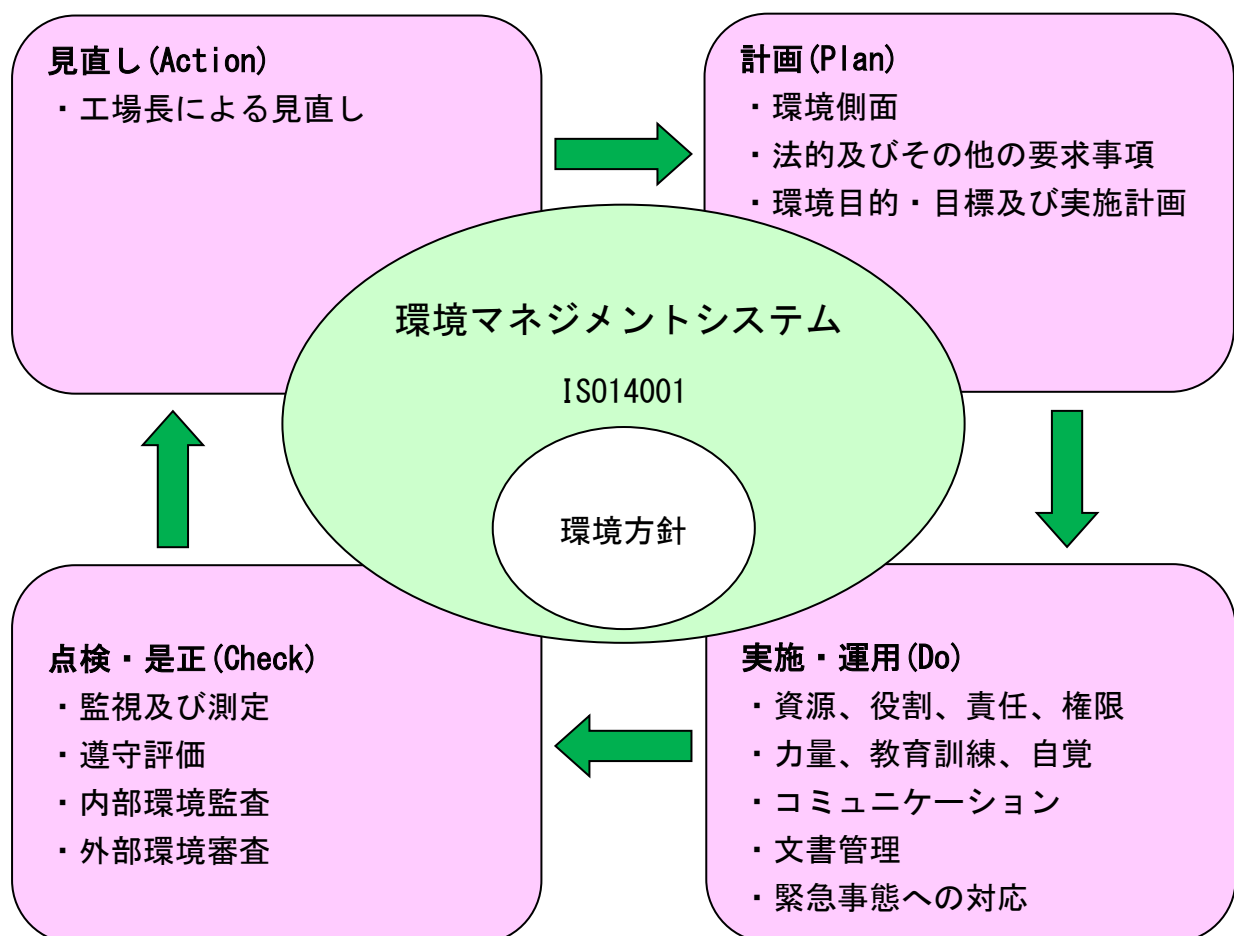 見直し(Action)
・工場長による見直し
計画(Plan)
・環境側面
・法的及びその他の要求事項
・環境目的・目標及び実施計画
環境マネジメントシステム
ISO14001
環境方針
点検・是正(Check)
・監視及び測定
・遵守評価
・内部環境監査
・外部環境審査
実施・運用(Do)
・資源、役割、責任、権限
・力量、教育訓練、自覚
・コミュニケーション
・文書管理
・緊急事態への対応